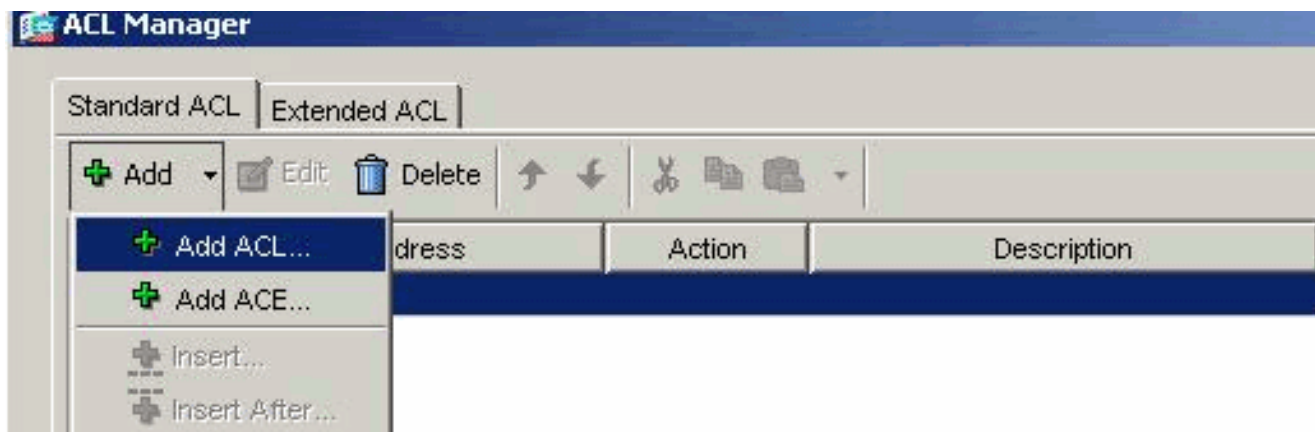 ACL Manager
Standard ACL Extended ACL
Add Edit Delete
Add ACL...
dress Action Description
Add ACE...
Insert...
Insert After...